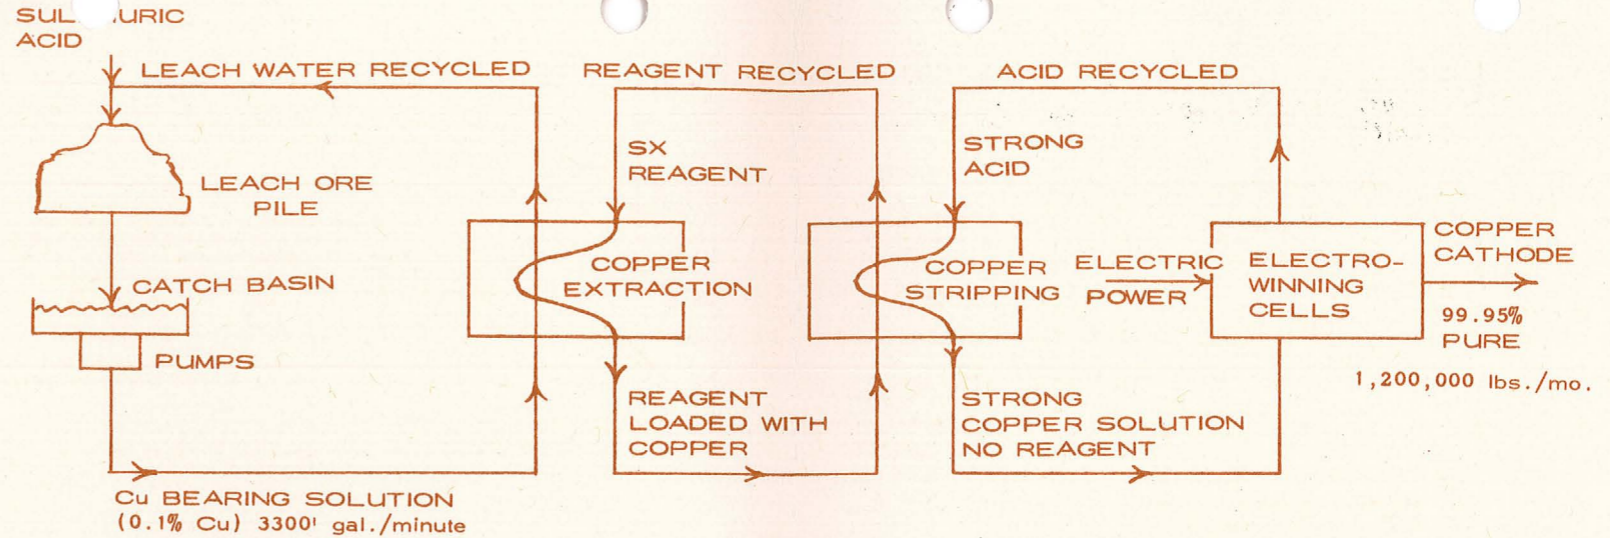 ACID
LEACH WATER RECYCLED
REAGENT RECYCLED
ACID RECYCLED
SX
REAGENT
STRONG
ACID
LEACH ORE
PILE
CATCH BASIN
PUMPS
COPPER
EXTRACTION
COPPER
STRIPPING
ELECTRIC
POWER
ELECTRO-
WINNING
CELLS
COPPER
CATHODE
99.95%
PURE
1,200,000 lbs./mo.
REAGENT
LOADED WITH
COPPER
STRONG
COPPER SOLUTION
NO REAGENT
Cu BEARING SOLUTION
(0.1% Cu) 3300' gal./minute